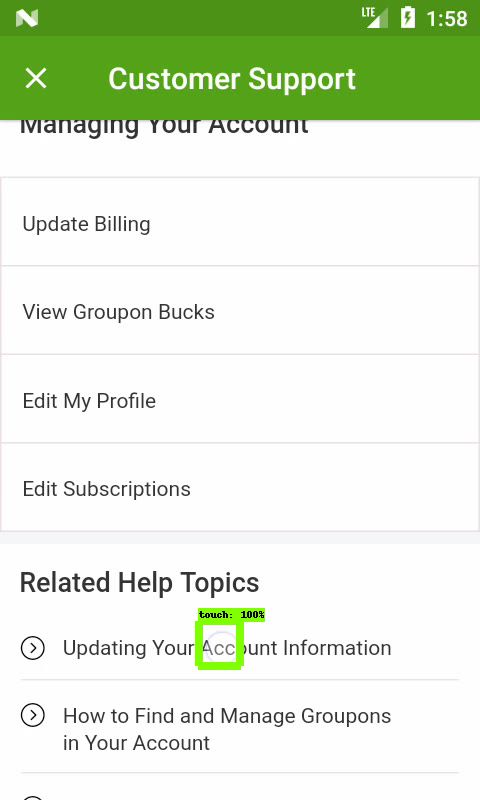 LTE 1:58
Customer Support
Managing Your Account
Update Billing
View Groupon Bucks
Edit My Profile
Edit Subscriptions
Related Help Topics
touch: 100%
Updating Your Account Information
How to Find and Manage Groupons
in Your Account